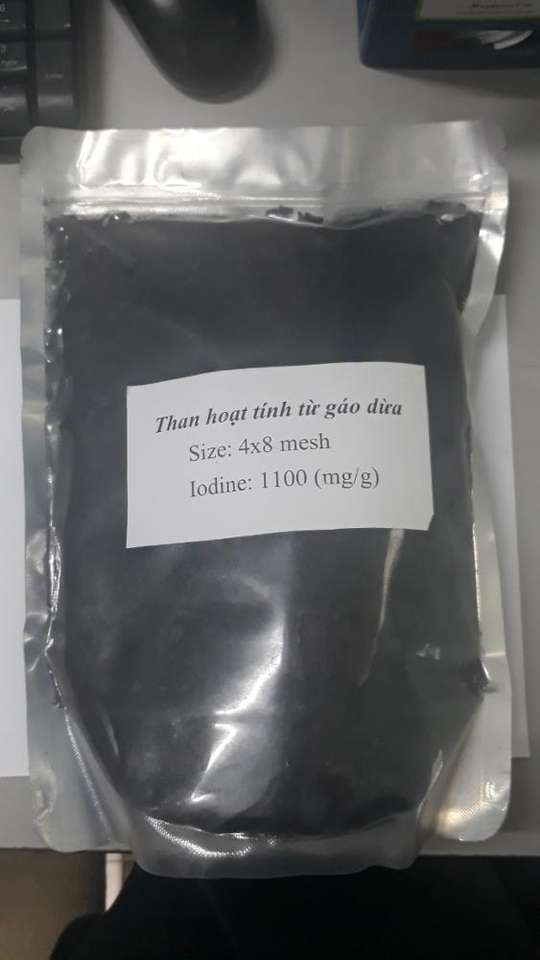 Than hoạt tính từ gáo dừa
Size: 4x8 mesh
Iodine: 1100 (mg/g)